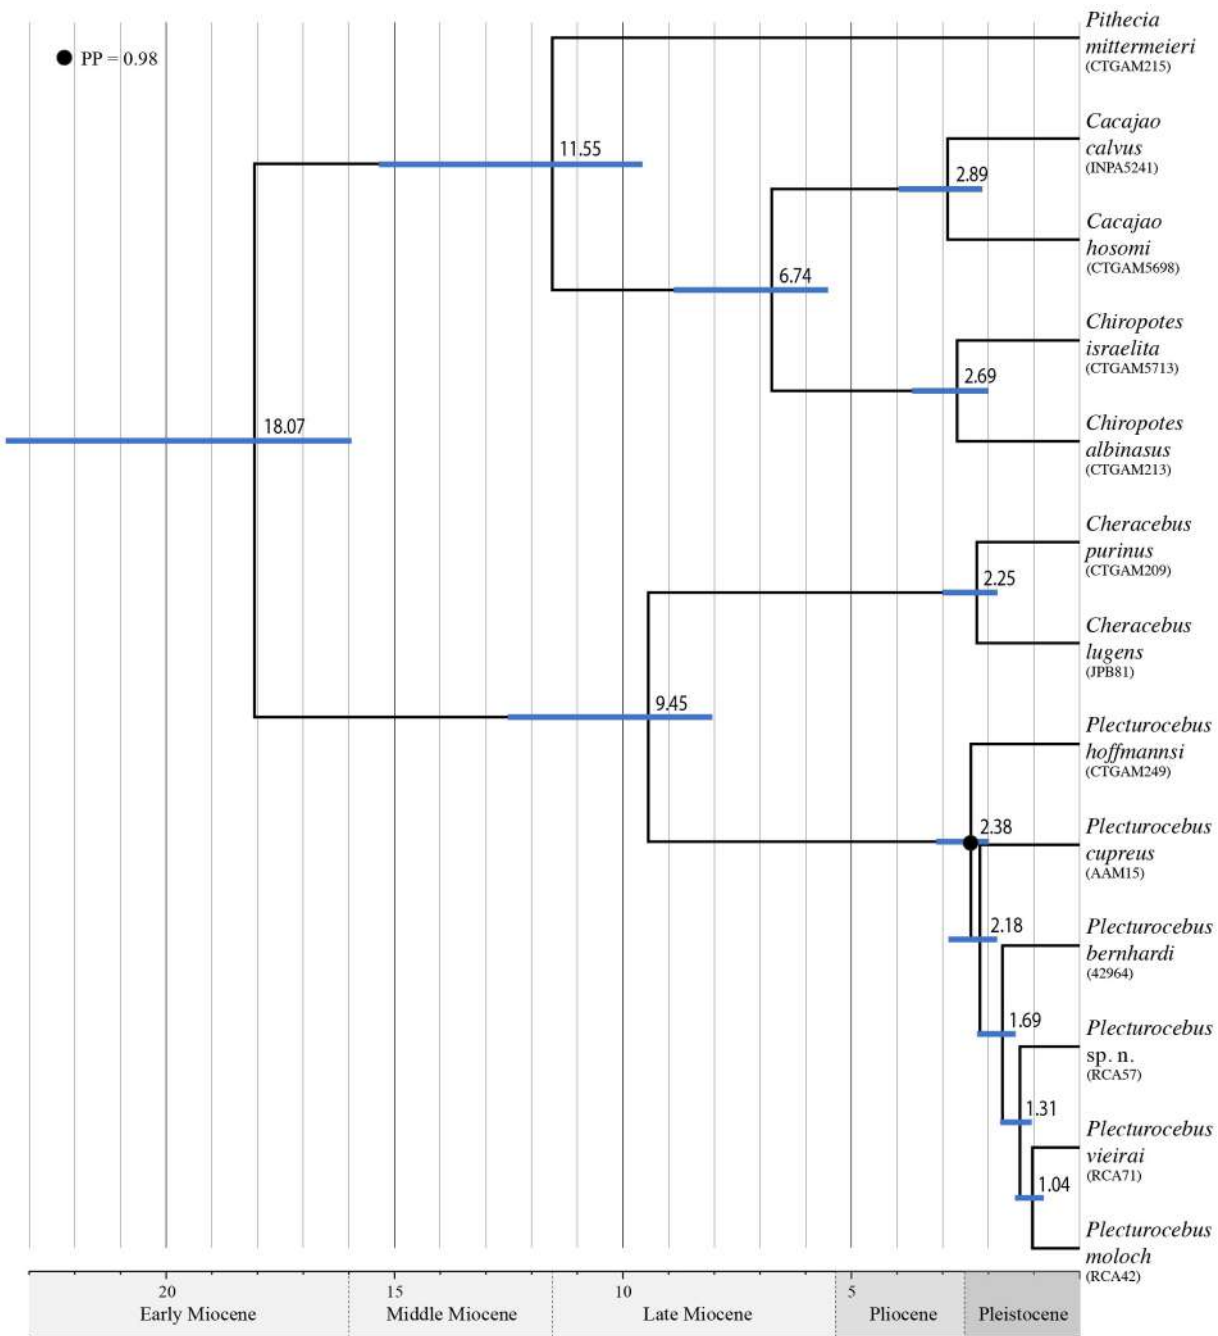 PP = 0.98
Pithecia
mittermeieri
(CTGAM215)
11.55
Cacajao
calvus
(INPA5241)
2.89
Cacajao
hosomi
(CTGAM5698)
6.74
Chiropotes
israelita
(CTGAM5713)
2.69
Chiropotes
albinasus
(CTGAM213)
18.07
Cheracebus
purinus
(CTGAM209)
2.25
Cheracebus
lugens
(JPB81)
9.45
Plecturocebus
hoffmannsi
(CTGAM249)
2.38
Plecturocebus
cupreus
(AAM15)
2.18
Plecturocebus
bernhardi
(42964)
1.69
Plecturocebus
sp. n.
(RCA57)
1.31
Plecturocebus
vieirai
(RCA71)
1.04
Plecturocebus
moloch
(RCA42)
20 15 10 5
Early Miocene Middle Miocene Late Miocene Pliocene Pleistocene